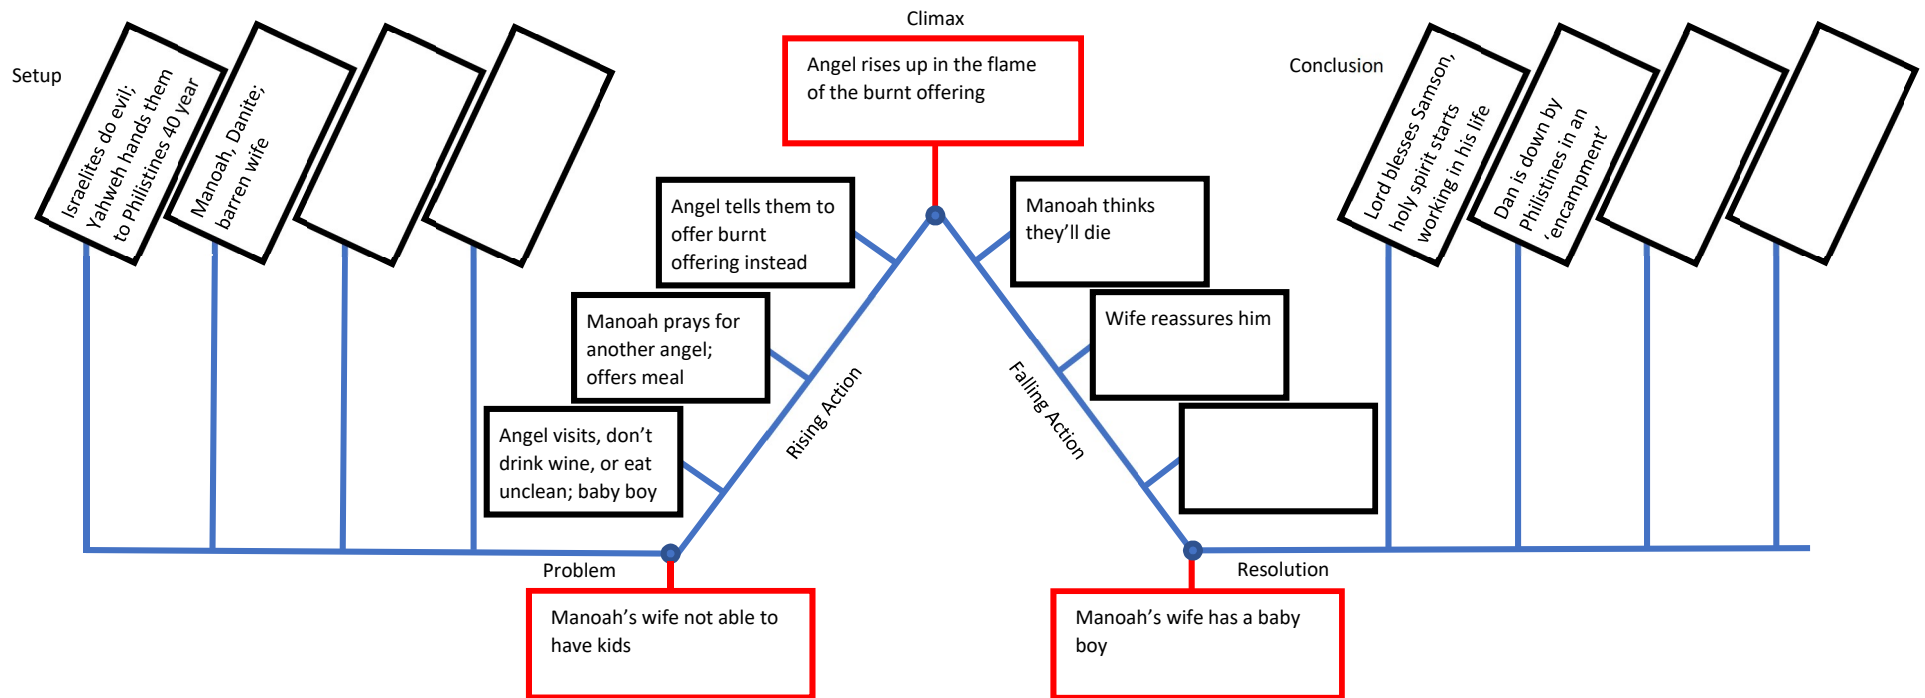 Setup
Israelites do evil;
Yahweh hands them
to Philistines 40 year
Manoah, Danite;
barren wife
Problem
Manoah’s wife not able to
have kids
Rising Action
Angel visits, don’t
drink wine, or eat
unclean; baby boy
Manoah prays for
another angel;
offers meal
Angel tells them to
offer burnt
offering instead
Climax
Angel rises up in the flame
of the burnt offering
Falling Action
Manoah thinks
they’ll die
Wife reassures him
Resolution
Manoah’s wife has a baby
boy
Conclusion
Lord blesses Samson,
holy spirit starts
working in his life
Dan is down by
Philistines in an
‘encampment’